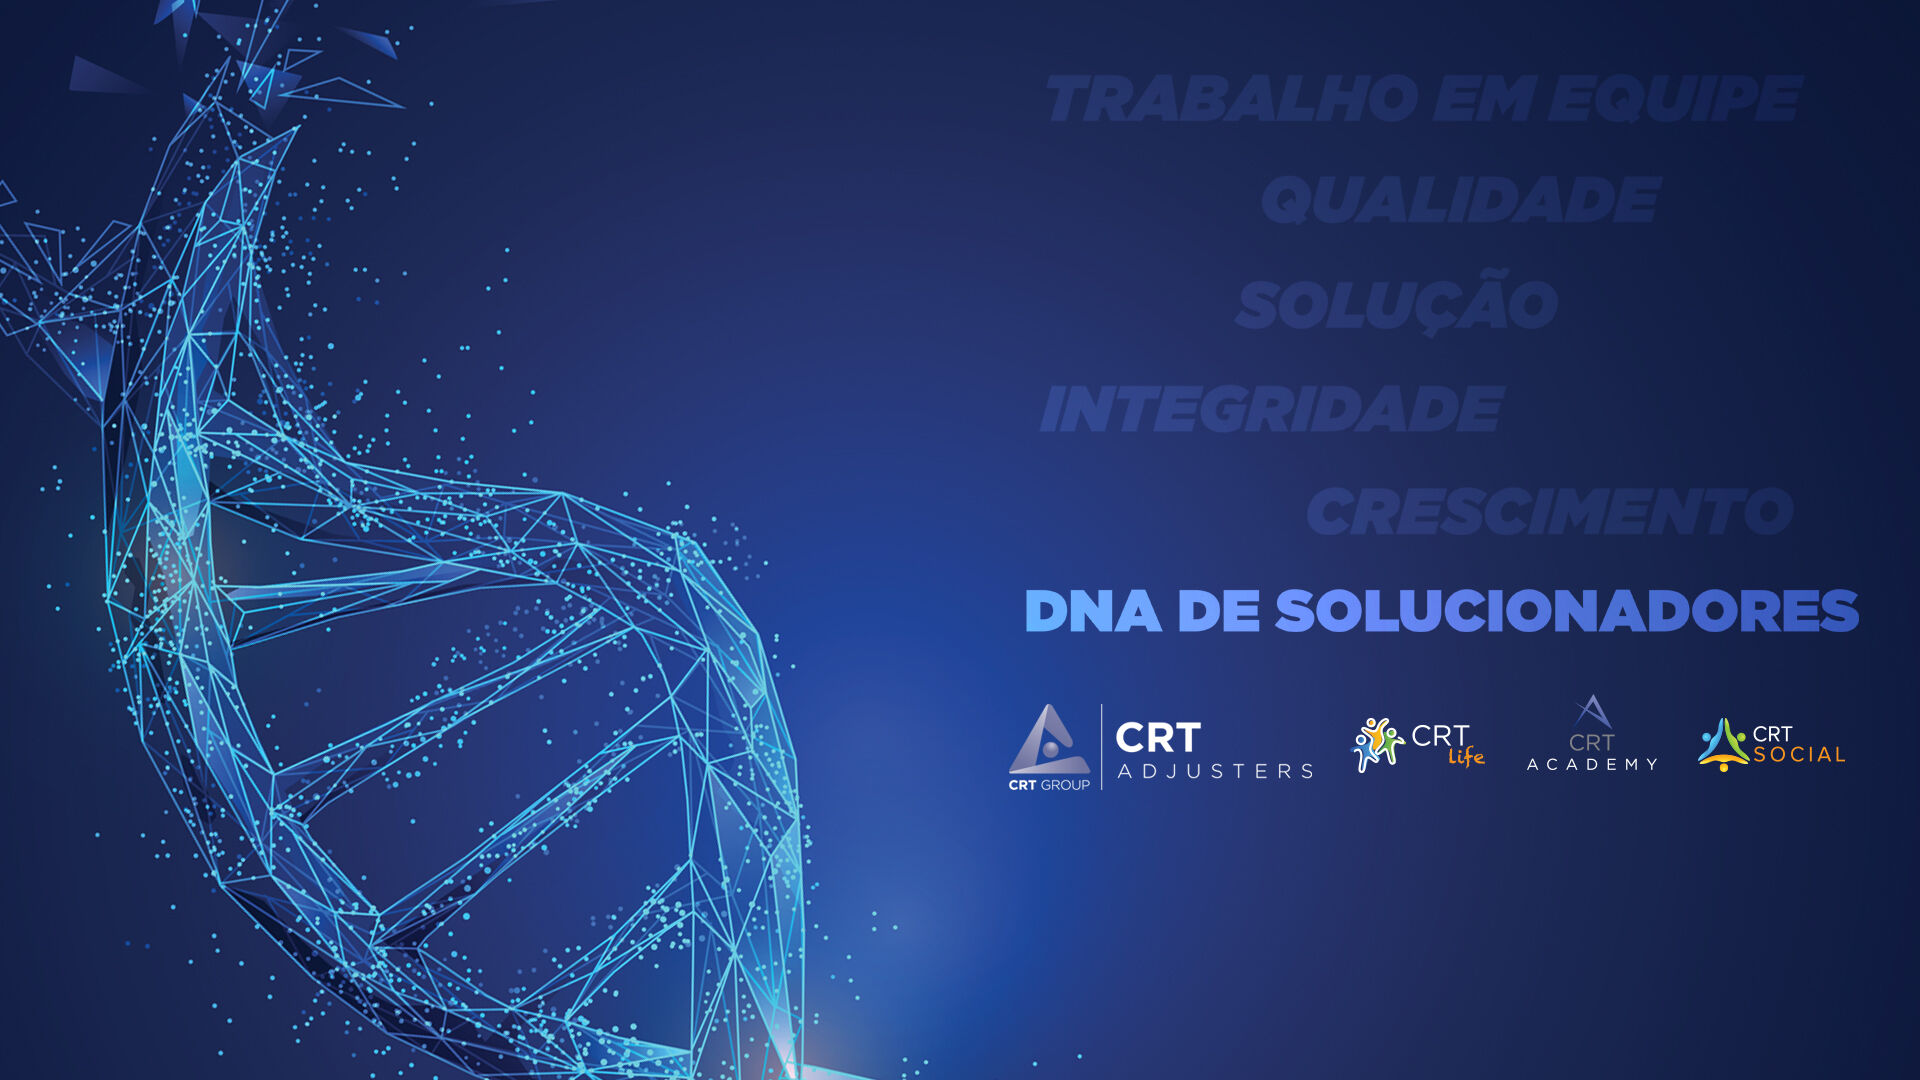 TRABALHO EM EQUIPE
QUALIDADE
SOLUÇÃO
INTEGRIDADE
CRESCIMENTO
DNA DE SOLUCIONADORES
CRT GROUP
CRT
ADJUSTERS
CRT
life
CRT
ACADEMY
CRT
SOCIAL